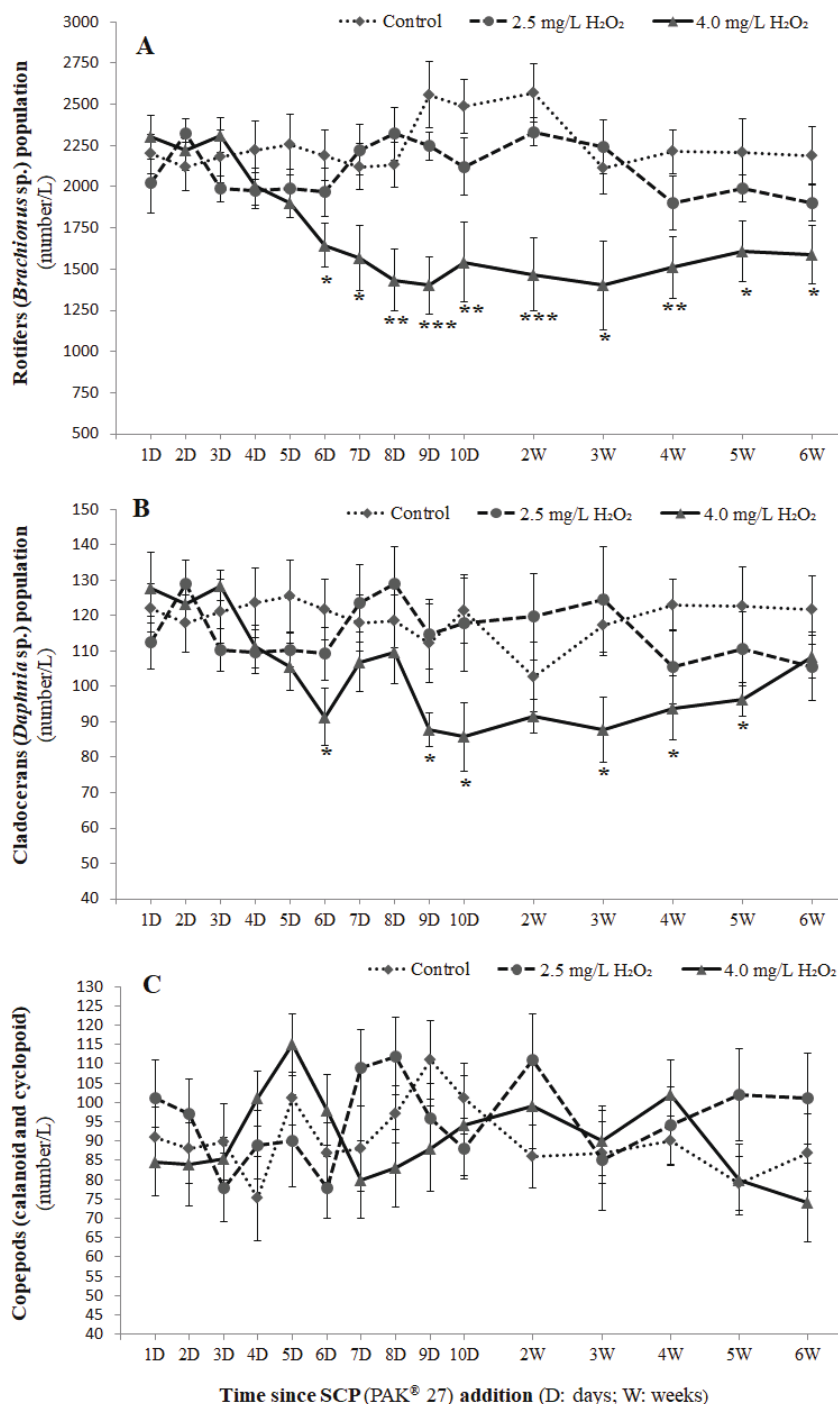 A
Control 2.5 mg/L H₂O₂ 4.0 mg/L H₂O₂
Rotifers (Brachionus sp.) population
(number/L)
3000
2750
2500
2250
2000
1750
1500
1250
1000
750
500
* * ** *** ** *** * ** * *
1D 2D 3D 4D 5D 6D 7D 8D 9D 10D 2W 3W 4W 5W 6W
B
Control 2.5 mg/L H₂O₂ 4.0 mg/L H₂O₂
Cladocerans (Daphnia sp.) population
(number/L)
150
140
130
120
110
100
90
80
70
60
50
40
* * * * * *
1D 2D 3D 4D 5D 6D 7D 8D 9D 10D 2W 3W 4W 5W 6W
C
Control 2.5 mg/L H₂O₂ 4.0 mg/L H₂O₂
Copepods (calanoid and cyclopoid)
(number/L)
130
125
120
115
110
105
100
95
90
85
80
75
70
65
60
55
50
45
40
1D 2D 3D 4D 5D 6D 7D 8D 9D 10D 2W 3W 4W 5W 6W
Time since SCP (PAK® 27) addition (D: days; W: weeks)